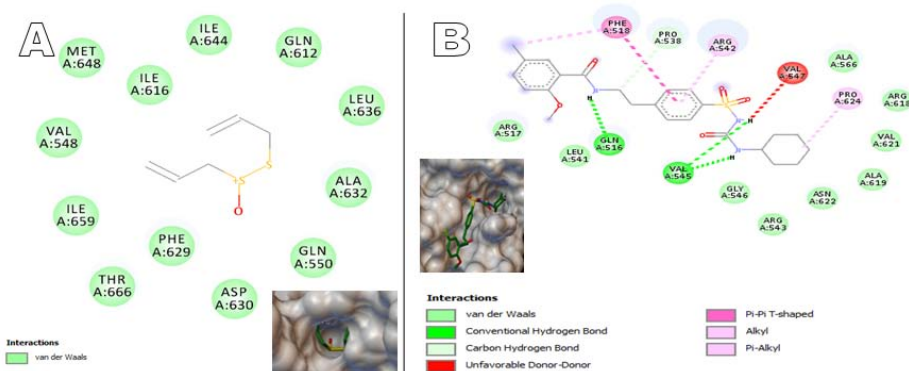 A
MET
A:648
ILE
A:644
GLN
A:612
ILE
A:616
LEU
A:636
VAL
A:548
S
S
+
O
ALA
A:632
ILE
A:659
PHE
A:629
GLN
A:550
THR
A:666
ASP
A:630
Interactions
van der Waals
B
PHE
A:518
PRO
A:538
ARG
A:542
VAL
A:547
ALA
A:566
PRO
A:624
ARG
A:618
ARG
A:517
LEU
A:541
GLN
A:516
VAL
A:545
VAL
A:621
ALA
A:619
GLY
A:546
ASN
A:622
ARG
A:543
Interactions
van der Waals
Conventional Hydrogen Bond
Carbon Hydrogen Bond
Unfavorable Donor-Donor
Pi-Pi T-shaped
Alkyl
Pi-Alkyl